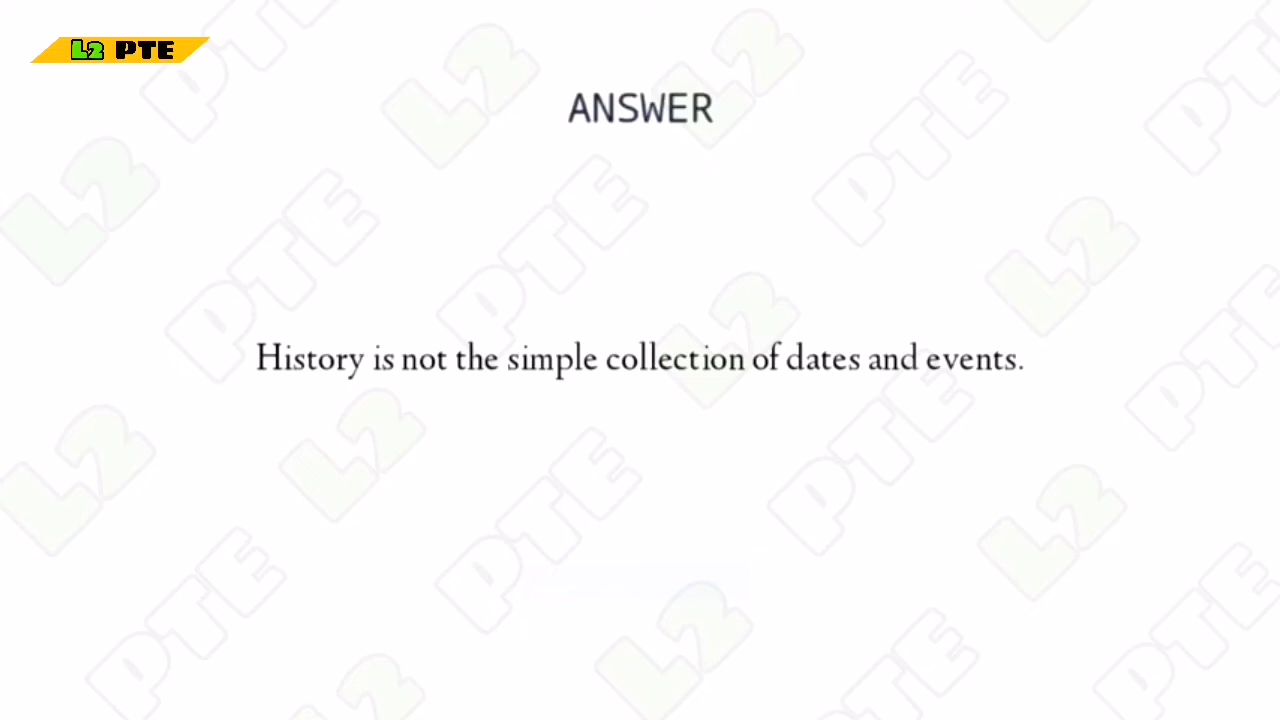 L2 PTE
ANSWER
History is not the simple collection of dates and events.